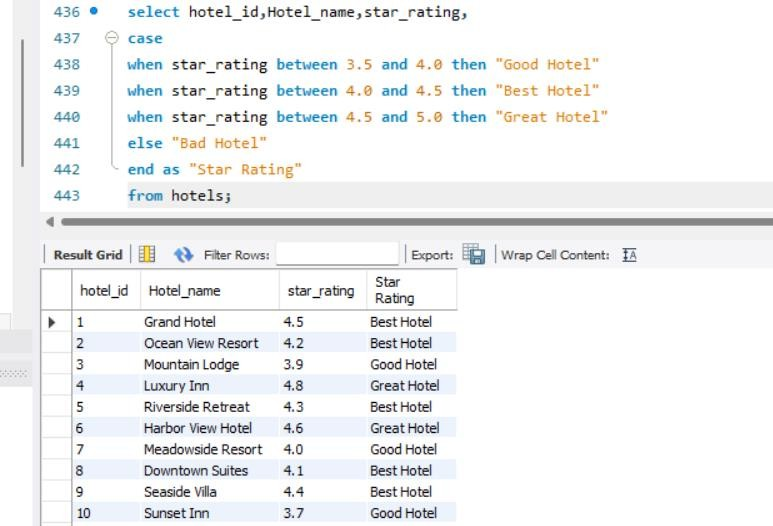 436 select hotel_id,Hotel_name,star_rating,
437 case
438 when star_rating between 3.5 and 4.0 then "Good Hotel"
439 when star_rating between 4.0 and 4.5 then "Best Hotel"
440 when star_rating between 4.5 and 5.0 then "Great Hotel"
441 else "Bad Hotel"
442 end as "Star Rating"
443 from hotels;
Result Grid Filter Rows: Export: Wrap Cell Content: IA
hotel_id Hotel_name star_rating Star Rating
1 Grand Hotel 4.5 Best Hotel
2 Ocean View Resort 4.2 Best Hotel
3 Mountain Lodge 3.9 Good Hotel
4 Luxury Inn 4.8 Great Hotel
5 Riverside Retreat 4.3 Best Hotel
6 Harbor View Hotel 4.6 Great Hotel
7 Meadowside Resort 4.0 Good Hotel
8 Downtown Suites 4.1 Best Hotel
9 Seaside Villa 4.4 Best Hotel
10 Sunset Inn 3.7 Good Hotel